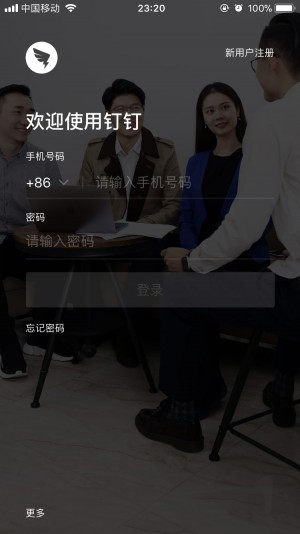 中国移动
23:20
100%
新用户注册
欢迎使用钉钉
手机号码
+86
请输入手机号码
密码
请输入密码
登录
忘记密码
更多